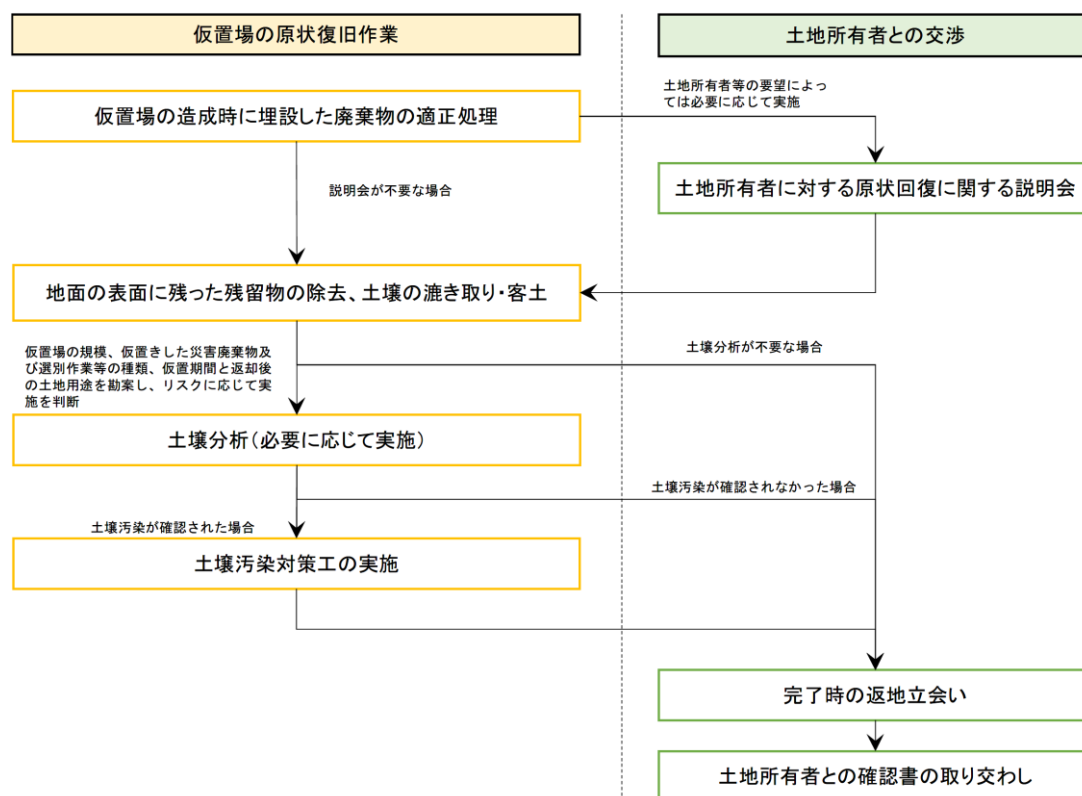 仮置場の原状復旧作業
土地所有者との交渉
仮置場の造成時に埋設した廃棄物の適正処理
土地所有者等の要望によっ
ては必要に応じて実施
土地所有者に対する原状回復に関する説明会
説明会が不要な場合
地面の表面に残った残留物の除去、土壌の漉き取り・客土
仮置場の規模、仮置きした災害廃棄物及
び選別作業等の種類、仮置期間と返却後
の土地用途を勘案し、リスクに応じて実
施を判断
土壌分析が不要な場合
土壌分析(必要に応じて実施)
土壌汚染が確認されなかった場合
土壌汚染が確認された場合
土壌汚染対策工の実施
完了時の返地立会い
土地所有者との確認書の取り交わし